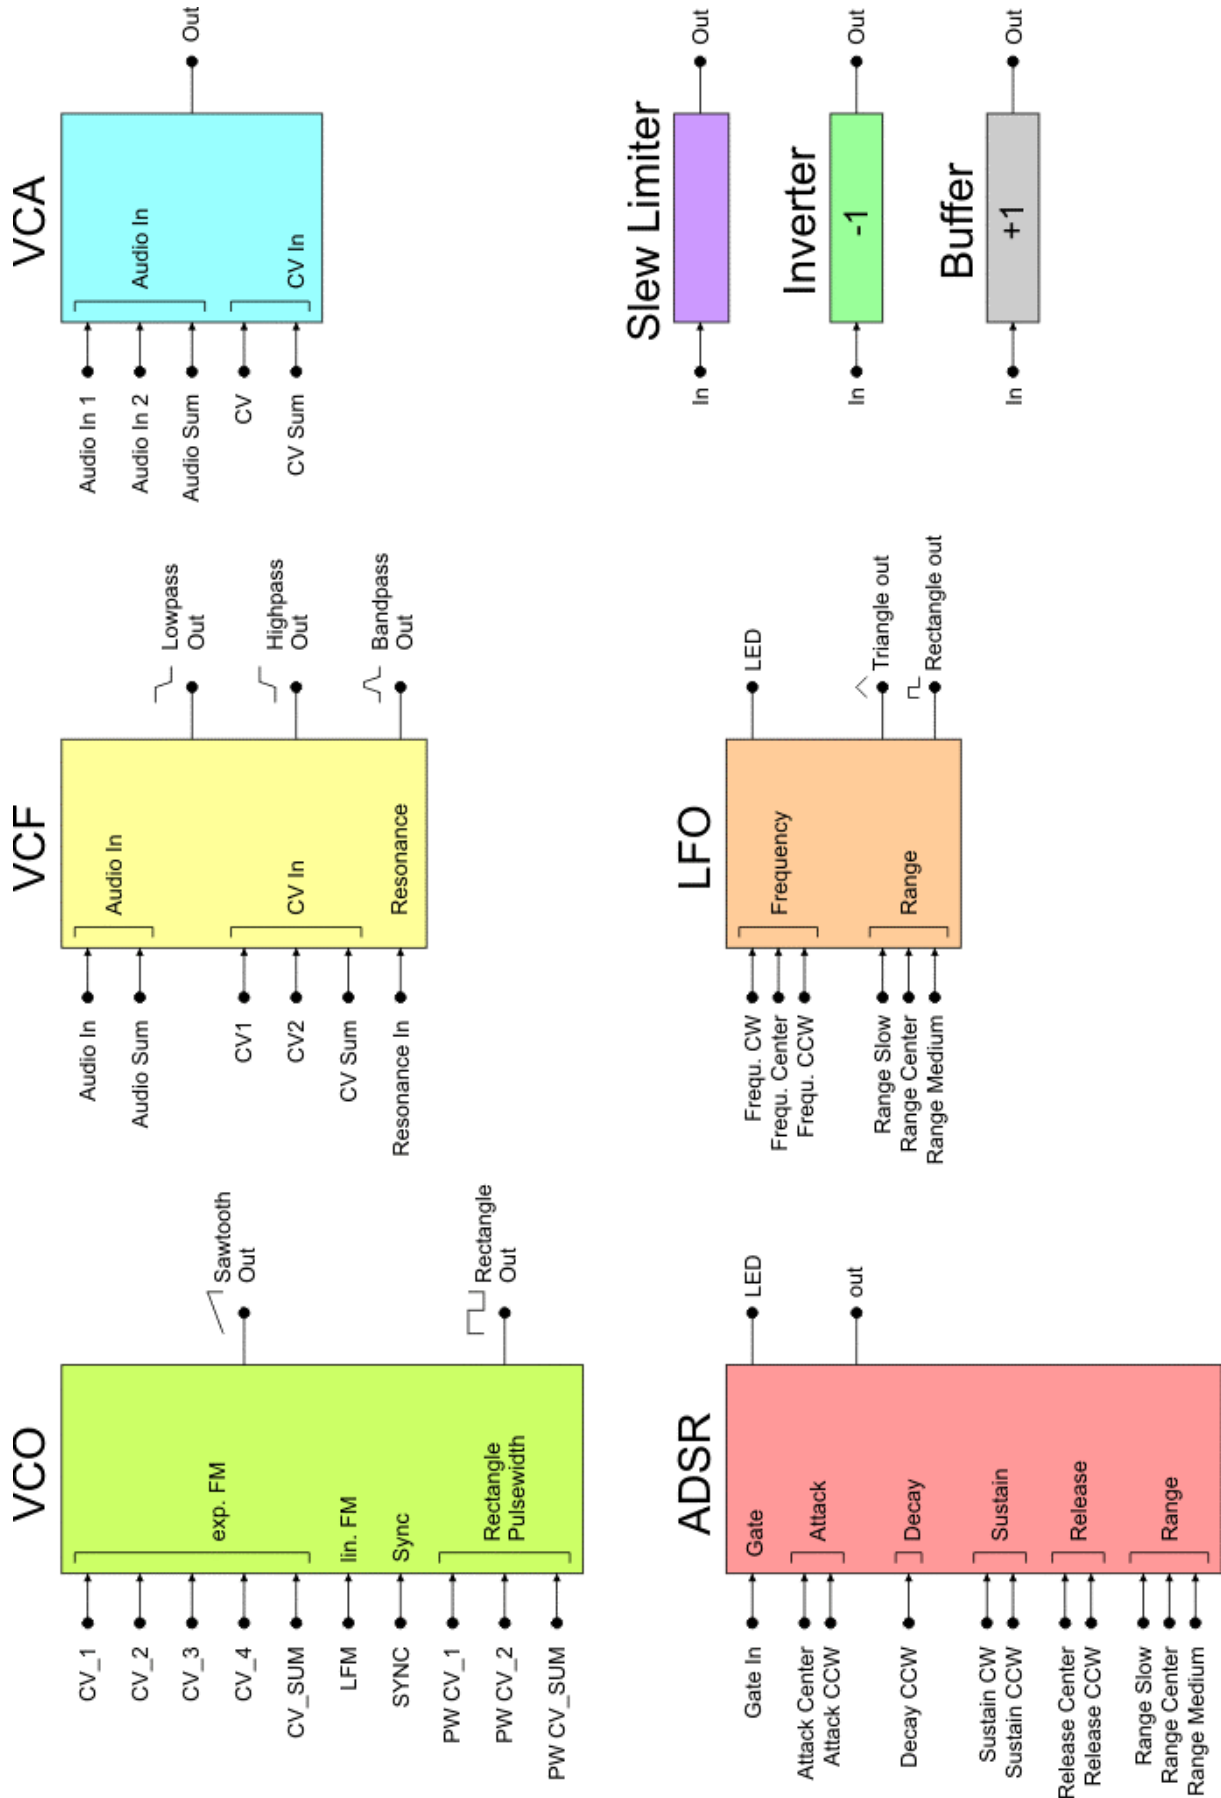 VCO
CV_1
CV_2
CV_3
CV_4
CV_SUM
LFM
SYNC
PW CV_1
PW CV_2
PW CV_SUM
exp. FM
lin. FM
Sync
Rectangle
Pulsewidth
Sawtooth
Out
Rectangle
Out
VCF
Audio In
Audio Sum
CV1
CV2
CV Sum
Resonance In
Audio In
CV In
Resonance
Lowpass
Out
Highpass
Out
Bandpass
Out
VCA
Audio In 1
Audio In 2
Audio Sum
CV
CV Sum
Audio In
CV In
Out
ADSR
Gate In
Attack Center
Attack CCW
Decay CCW
Sustain CW
Sustain CCW
Release Center
Release CCW
Range Slow
Range Center
Range Medium
Gate
Attack
Decay
Sustain
Release
Range
LED
out
LFO
Frequ. CW
Frequ. Center
Frequ. CCW
Range Slow
Range Center
Range Medium
Frequency
Range
LED
Triangle out
Rectangle out
Slew Limiter
In
Out
Inverter
In
-1
Out
Buffer
In
+1
Out